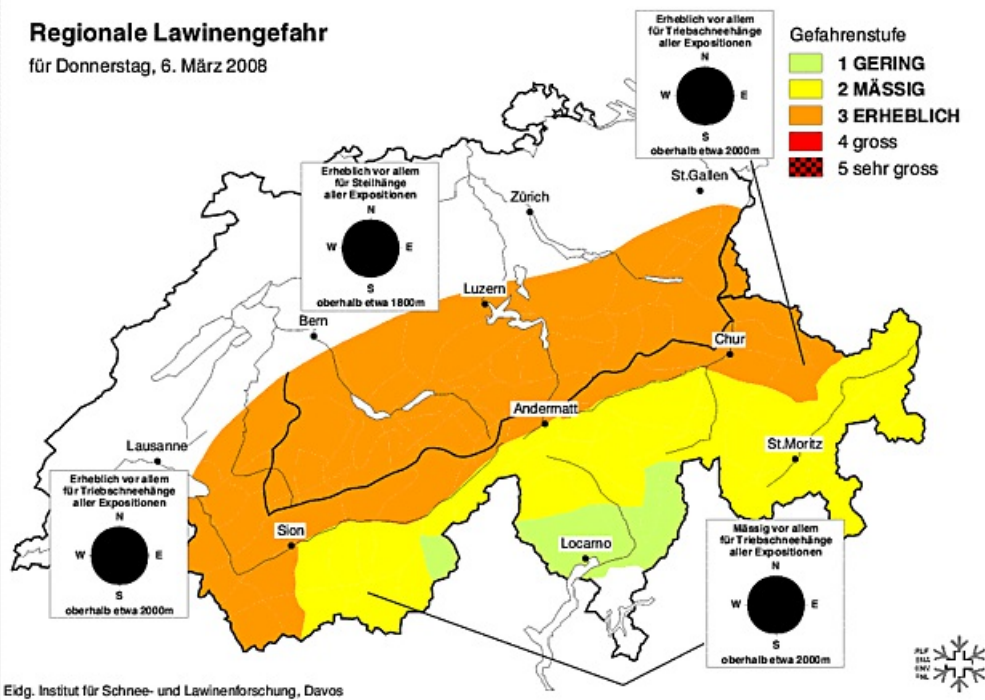 Regionale Lawinengefahr
für Donnerstag, 6. März 2008
Erheblich vor allem
für Triebschneehänge
aller Expositionen
N
W E
S
oberhalb etwa 2000m
Gefahrenstufe
1 GERING
2 MÄSSIG
3 ERHEBLICH
4 gross
5 sehr gross
Erheblich vor allem
für Steilhänge
aller Expositionen
N
W E
S
oberhalb etwa 1800m
St.Gallen
Zürich
Luzern
Bern
Chur
Andermatt
Lausanne
St.Moritz
Erheblich vor allem
für Triebschneehänge
aller Expositionen
N
W E
S
oberhalb etwa 2000m
Sion
Locarno
Mässig vor allem
für Triebschneehänge
aller Expositionen
N
W E
S
oberhalb etwa 2000m
Eidg. Institut für Schnee- und Lawinenforschung, Davos